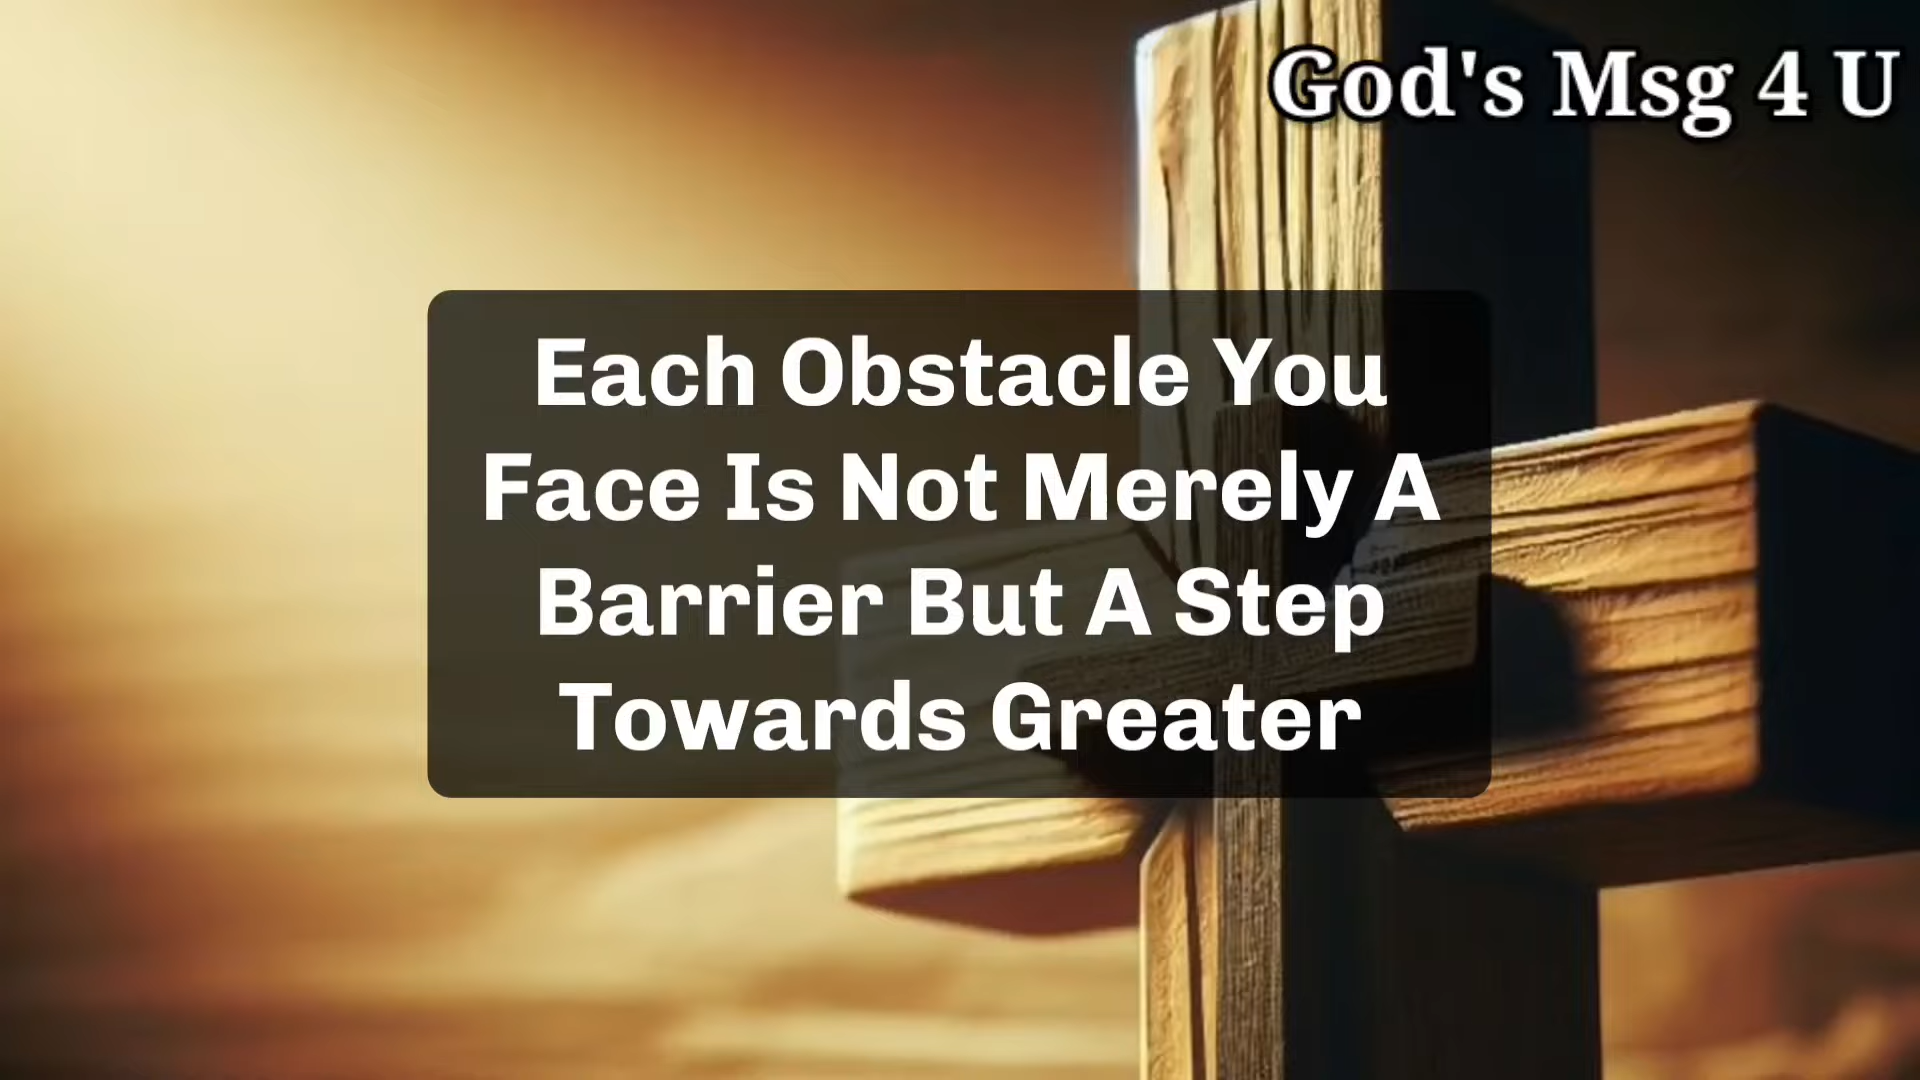 God's Msg 4 U
Each Obstacle You
Face Is Not Merely A
Barrier But A Step
Towards Greater